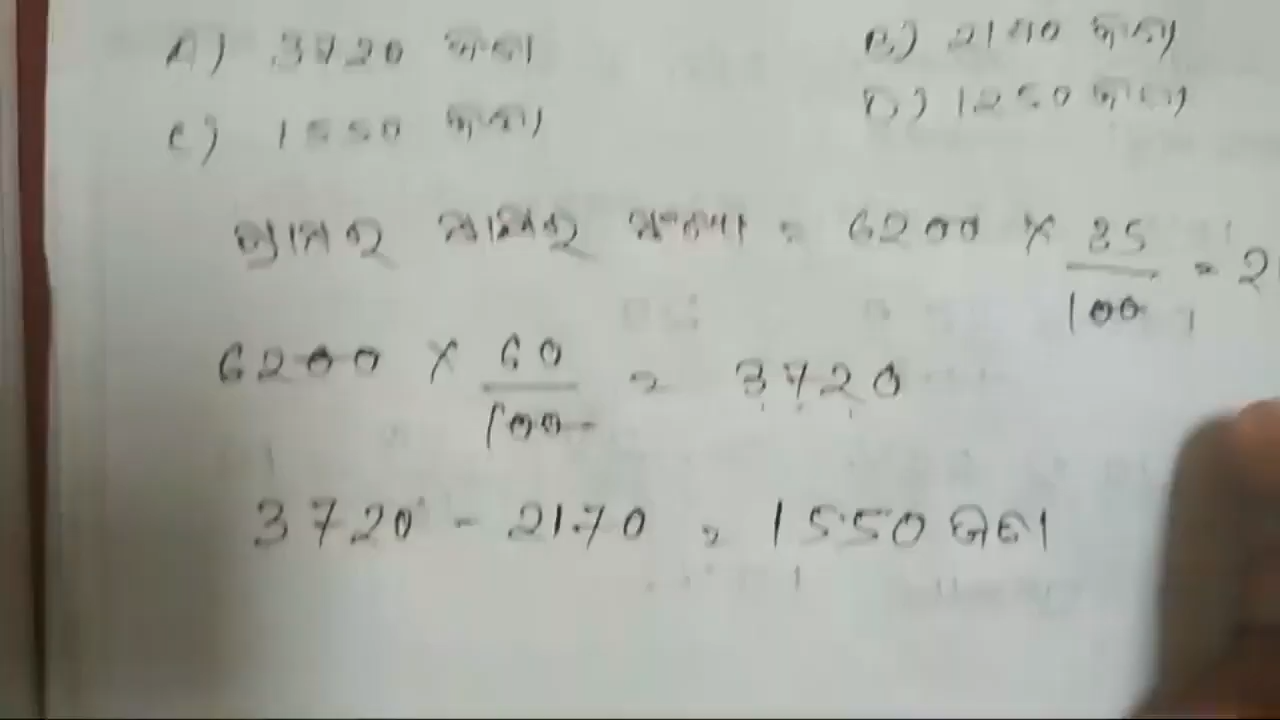 A) 3720 ଜଣ B) 2170 ଜଣ
C) 1550 ଜଣ D) 1250 ଜଣ
ଗ୍ରାମର ସଂଖ୍ୟା = 6200 × 35/100 = 2
6200 × 60/100 = 3720
3720 - 2170 = 1550 ଜଣ